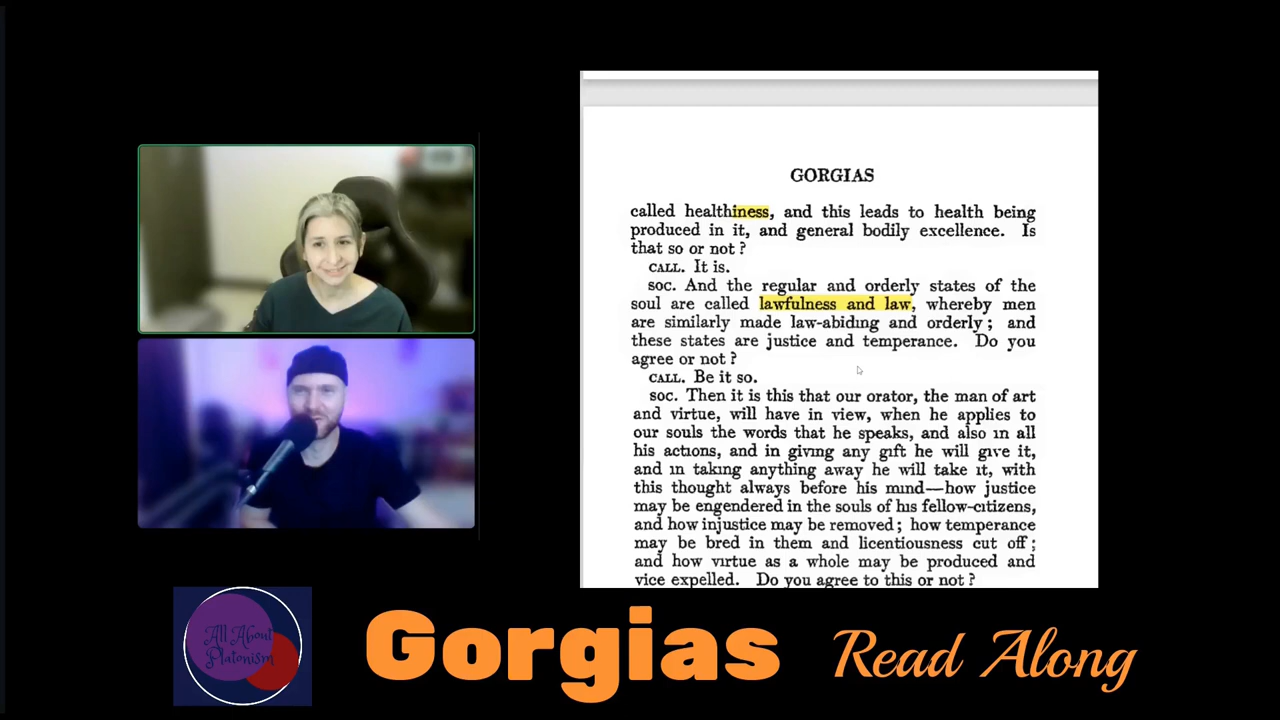 GORGIAS
called healthiness, and this leads to health being
produced in it, and general bodily excellence. Is
that so or not?
CALL. It is.
SOC. And the regular and orderly states of the
soul are called lawfulness and law, whereby men
are similarly made law-abiding and orderly; and
these states are justice and temperance. Do you
agree or not?
CALL. Be it so.
SOC. Then it is this that our orator, the man of art
and virtue, will have in view, when he applies to
our souls the words that he speaks, and also in all
his actions, and in giving any gift he will give it,
and in taking anything away he will take it, with
this thought always before his mind—how justice
may be engendered in the souls of his fellow-citizens,
and how injustice may be removed; how temperance
may be bred in them and licentiousness cut off;
and how virtue as a whole may be produced and
vice expelled. Do you agree to this or not?
All About
Platonism
Gorgias Read Along